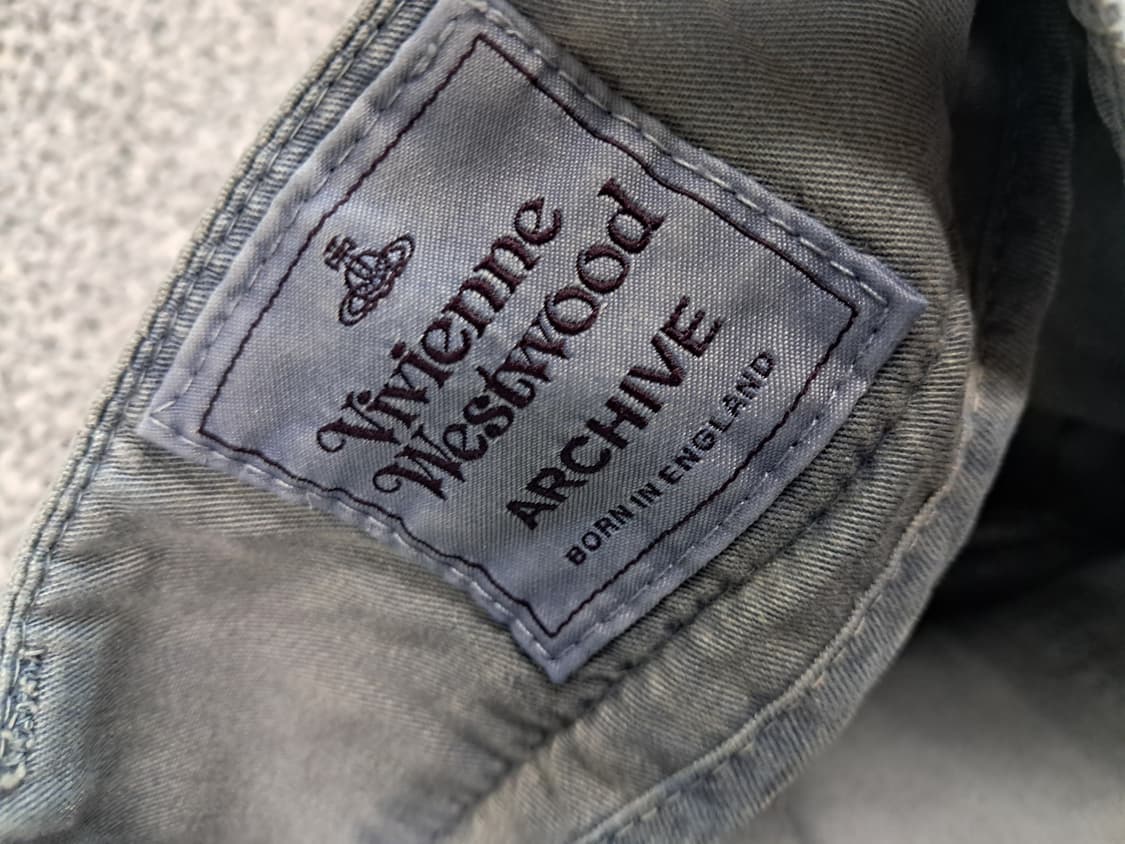 Vivienne
Westwood
ARCHIVE
BORN IN ENGLAND